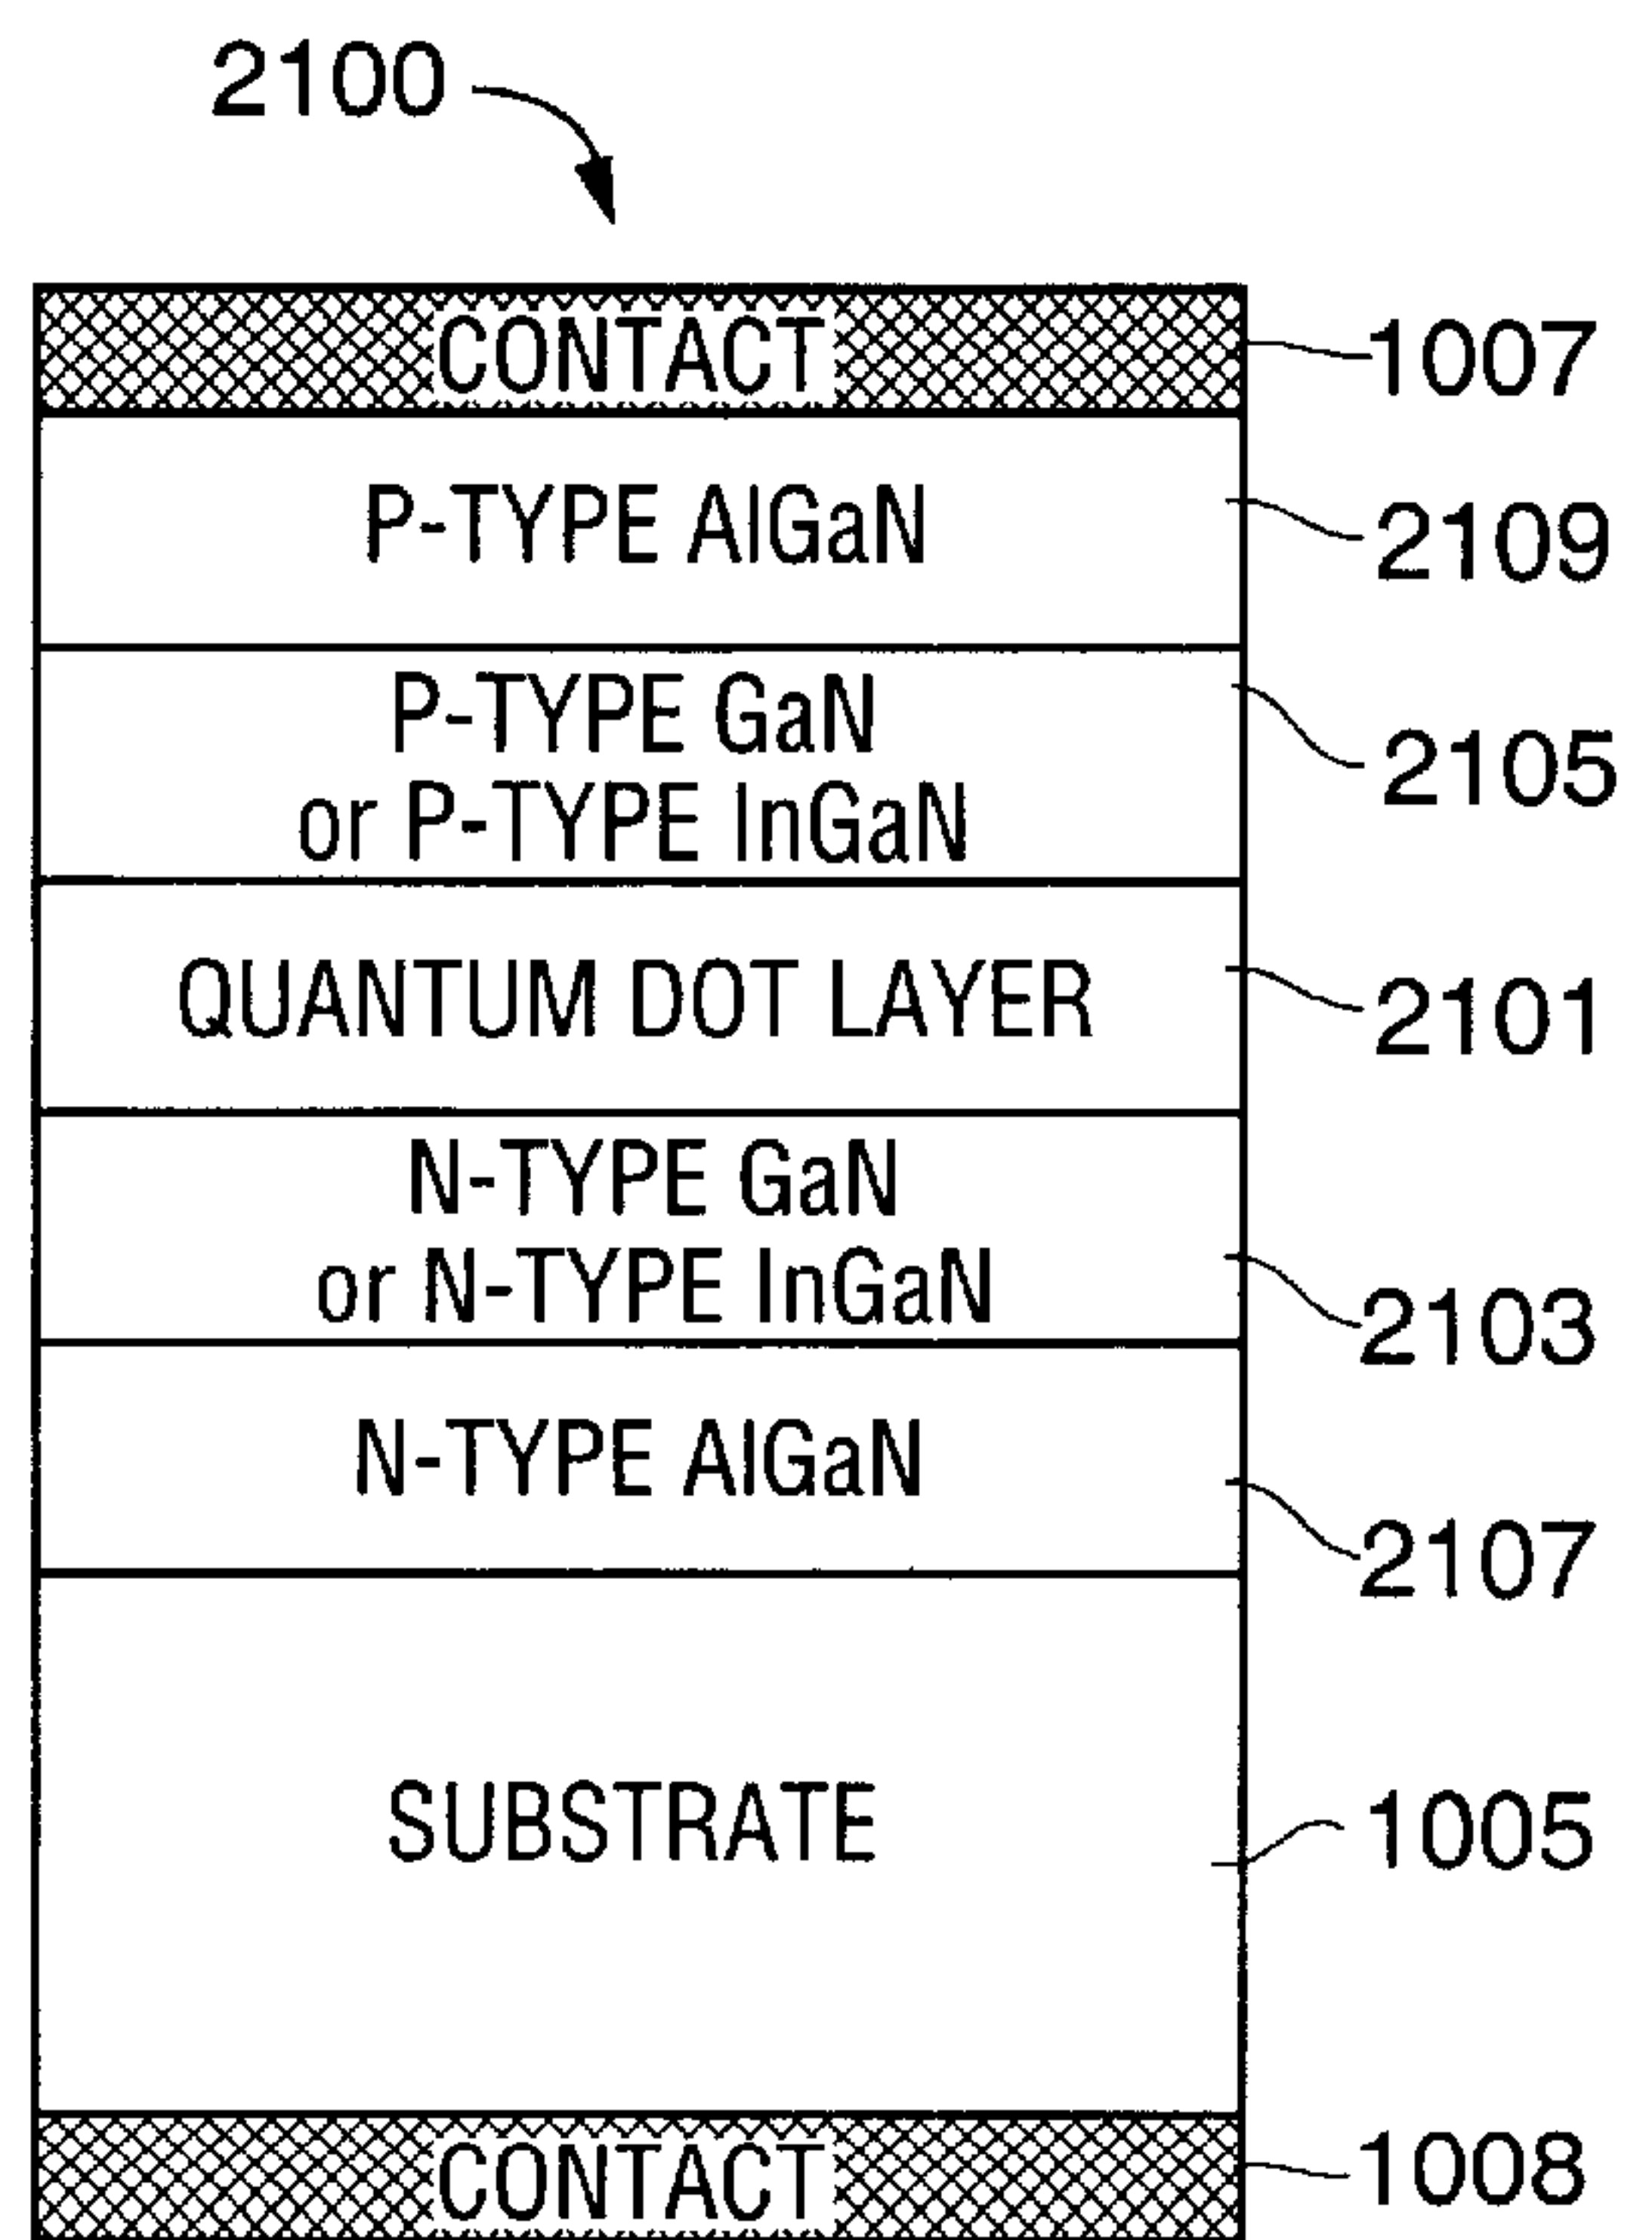 2100
CONTACT 1007
P-TYPE AlGaN 2109
P-TYPE GaN
or P-TYPE InGaN 2105
QUANTUM DOT LAYER 2101
N-TYPE GaN
or N-TYPE InGaN 2103
N-TYPE AlGaN 2107
SUBSTRATE 1005
CONTACT 1008